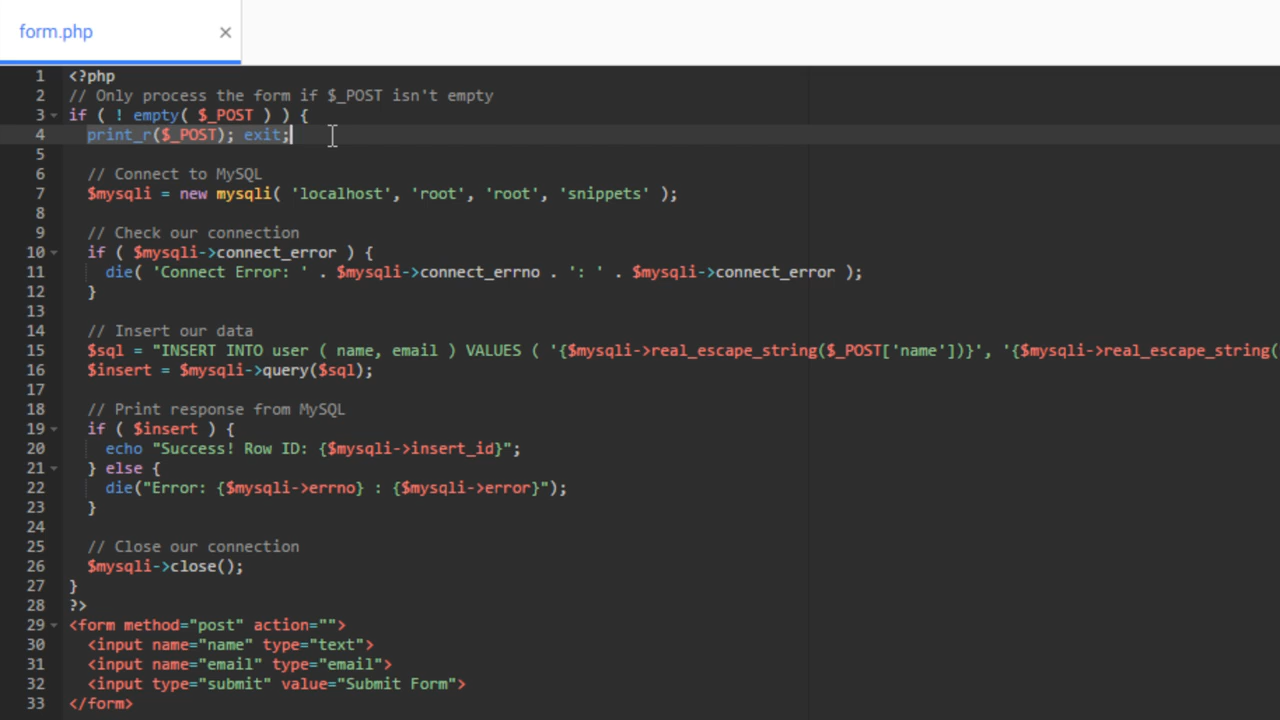 form.php ×
1 <?php
2 // Only process the form if $_POST isn't empty
3 if ( ! empty( $_POST ) ) {
4 print_r($_POST); exit;
5
6 // Connect to MySQL
7 $mysqli = new mysqli( 'localhost', 'root', 'root', 'snippets' );
8
9 // Check our connection
10 if ( $mysqli->connect_error ) {
11 die( 'Connect Error: ' . $mysqli->connect_errno . ': ' . $mysqli->connect_error );
12 }
13
14 // Insert our data
15 $sql = "INSERT INTO user ( name, email ) VALUES ( '{$mysqli->real_escape_string($_POST['name'])}', '{$mysqli->real_escape_string(
16 $insert = $mysqli->query($sql);
17
18 // Print response from MySQL
19 if ( $insert ) {
20 echo "Success! Row ID: {$mysqli->insert_id}";
21 } else {
22 die("Error: {$mysqli->errno} : {$mysqli->error}");
23 }
24
25 // Close our connection
26 $mysqli->close();
27 }
28 ?>
29 <form method="post" action="">
30 <input name="name" type="text">
31 <input name="email" type="email">
32 <input type="submit" value="Submit Form">
33 </form>